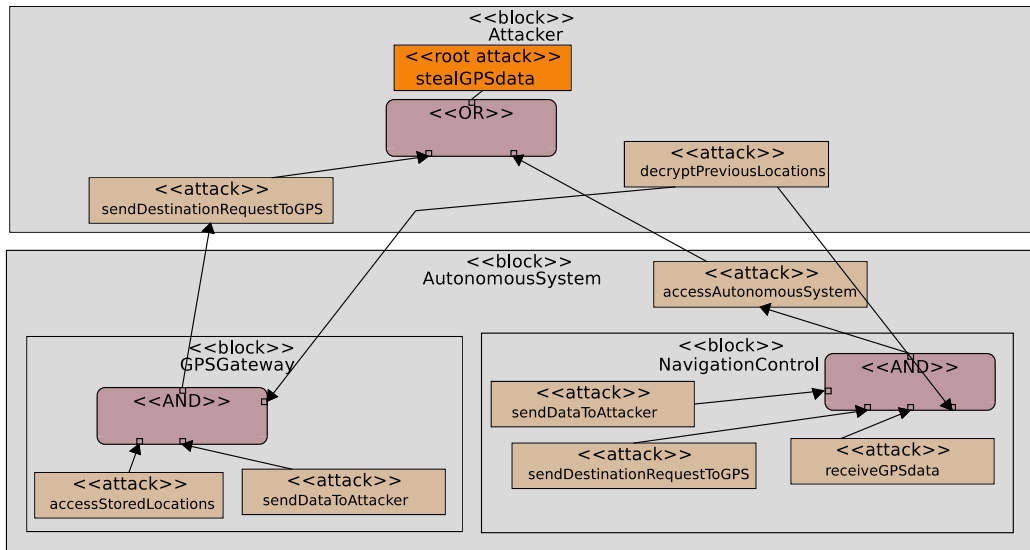 <<block>>
Attacker
<<root attack>>
stealGPSdata
<<OR>>
<<attack>>
decryptPreviousLocations
<<attack>>
sendDestinationRequestToGPS
<<block>>
AutonomousSystem
<<attack>>
accessAutonomousSystem
<<block>>
GPSGateway
<<AND>>
<<attack>>
accessStoredLocations
<<attack>>
sendDataToAttacker
<<block>>
NavigationControl
<<AND>>
<<attack>>
sendDataToAttacker
<<attack>>
sendDestinationRequestToGPS
<<attack>>
receiveGPSdata